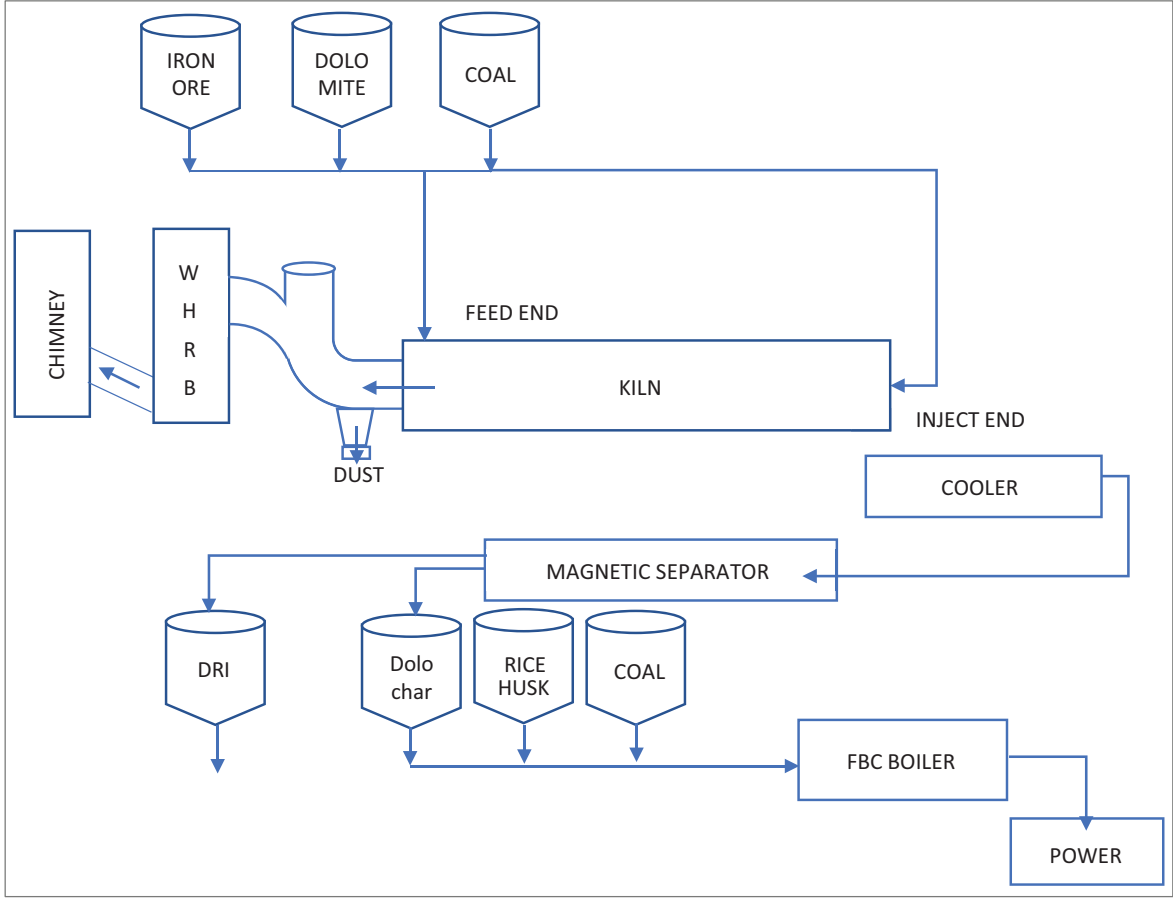 IRON
ORE
DOLO
MITE
COAL
CHIMNEY
W
H
R
B
FEED END
KILN
INJECT END
DUST
COOLER
MAGNETIC SEPARATOR
DRI
Dolo
char
RICE
HUSK
COAL
FBC BOILER
POWER